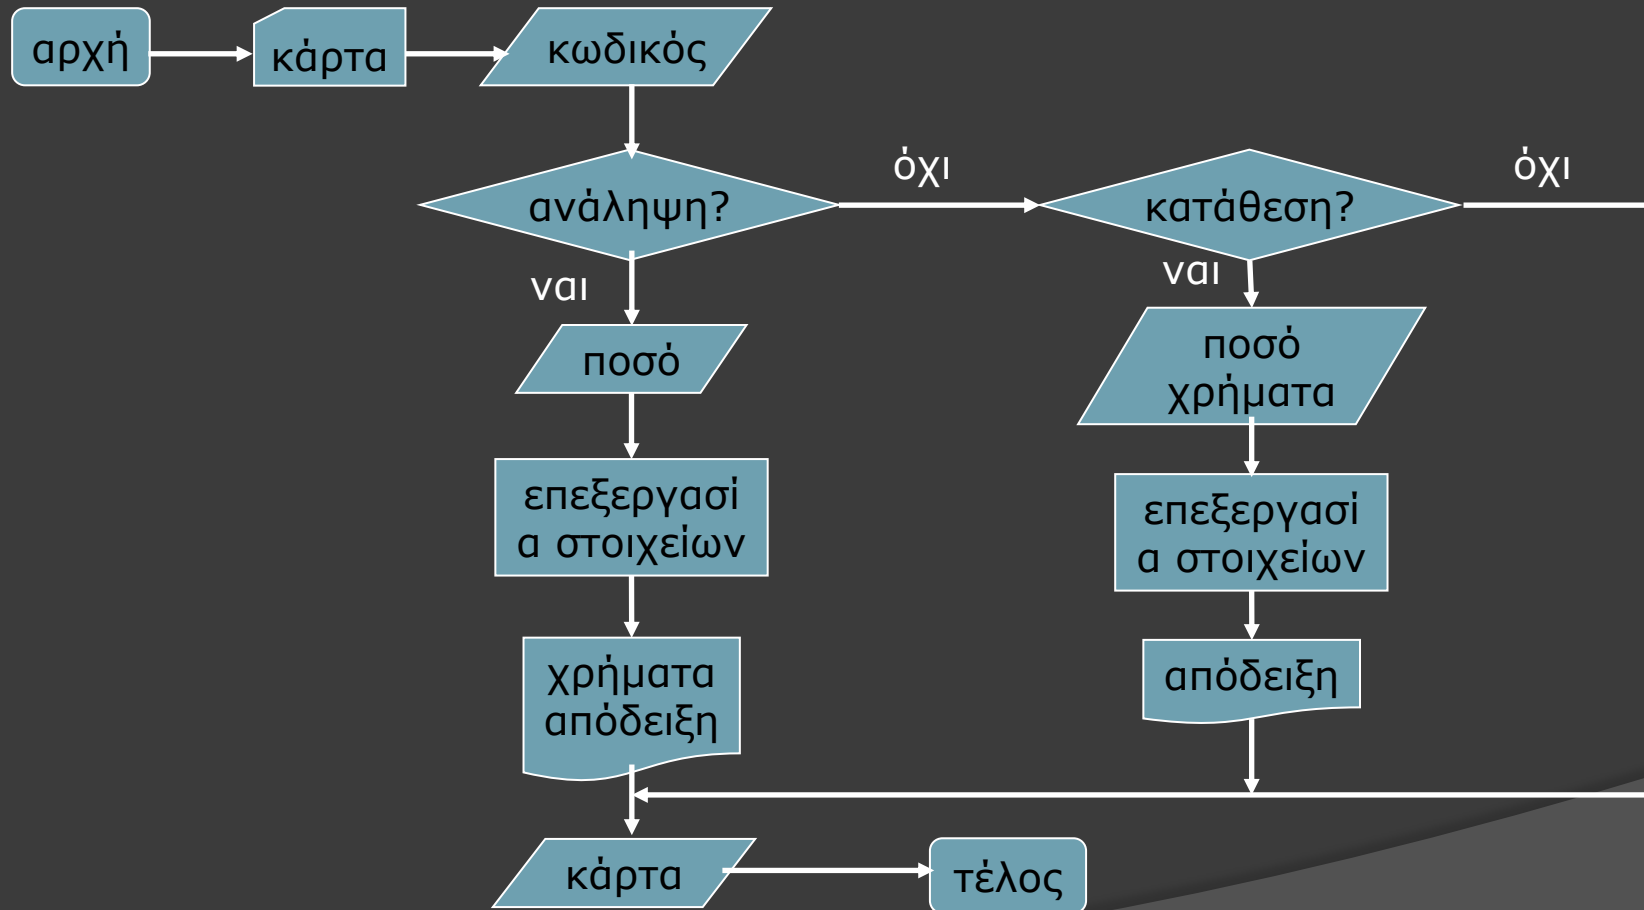 αρχή
κάρτα
κωδικός
ανάληψη?
όχι
κατάθεση?
όχι
ναι
ποσό
επεξεργασί
α στοιχείων
χρήματα
απόδειξη
ναι
ποσό
χρήματα
επεξεργασί
α στοιχείων
απόδειξη
κάρτα
τέλος